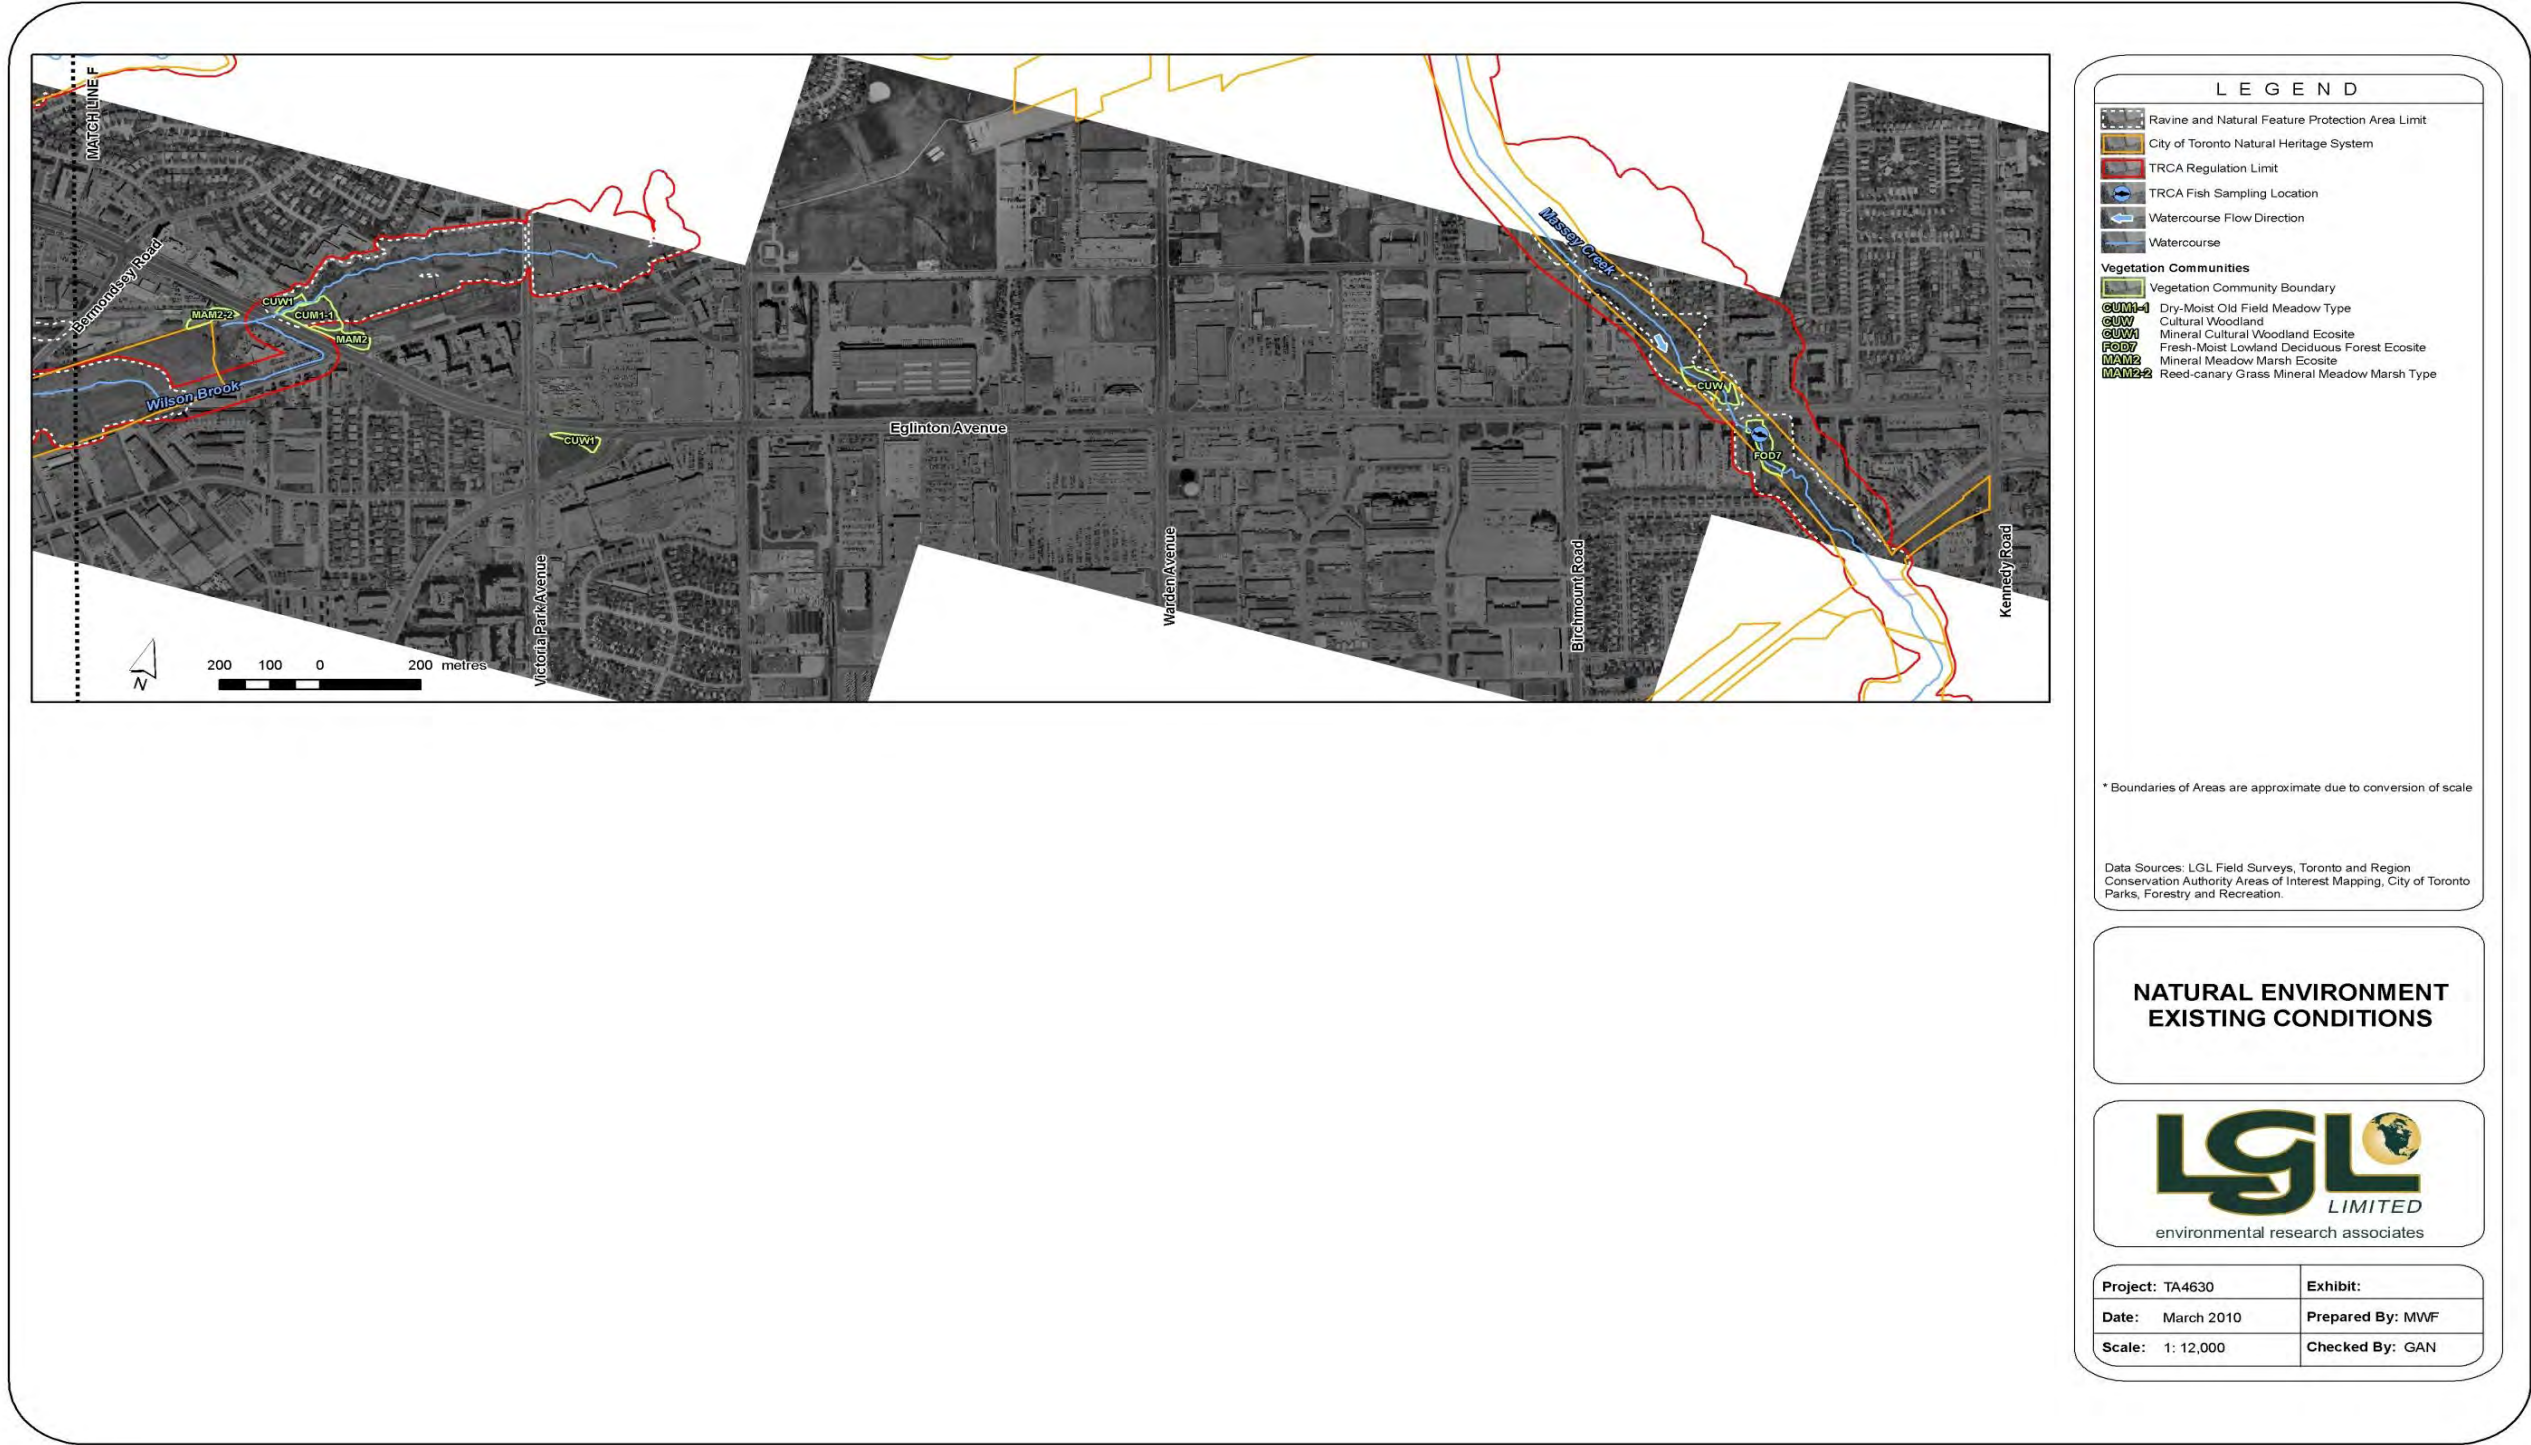 MATCH LINE F
Bermondsey Road
CUW1
MAM2-2
CUM1-1
MAM2
Wilson Brook
CUW1
Victoria Park Avenue
Eglinton Avenue
Warden Avenue
Birchmount Road
Massey Creek
CUW
FOD7
Kennedy Road
N
200 100 0 200 metres
LEGEND
Ravine and Natural Feature Protection Area Limit
City of Toronto Natural Heritage System
TRCA Regulation Limit
TRCA Fish Sampling Location
Watercourse Flow Direction
Watercourse
Vegetation Communities
Vegetation Community Boundary
CUM1-1 Dry-Moist Old Field Meadow Type
CUW Cultural Woodland
CUW1 Mineral Cultural Woodland Ecosite
FOD7 Fresh-Moist Lowland Deciduous Forest Ecosite
MAM2 Mineral Meadow Marsh Ecosite
MAM2-2 Reed-canary Grass Mineral Meadow Marsh Type
* Boundaries of Areas are approximate due to conversion of scale
Data Sources: LGL Field Surveys, Toronto and Region
Conservation Authority Areas of Interest Mapping, City of Toronto
Parks, Forestry and Recreation.
NATURAL ENVIRONMENT
EXISTING CONDITIONS
LGL
LIMITED
environmental research associates
Project: TA4630 Exhibit:
Date: March 2010 Prepared By: MWF
Scale: 1: 12,000 Checked By: GAN